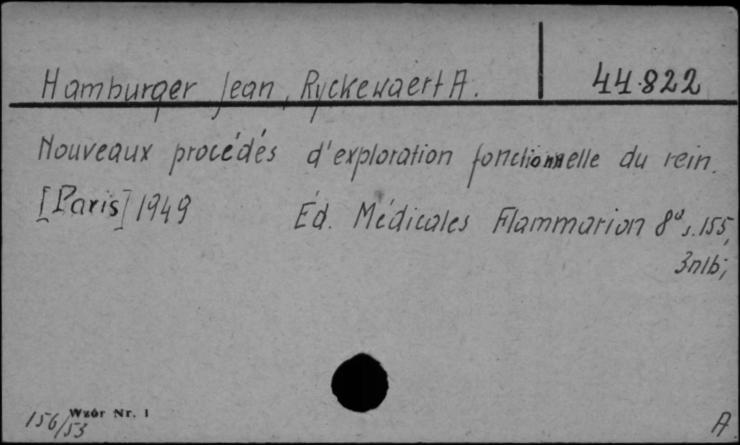 Hamburger Jean, Ryckewaert A. 44.822
Nouveaux procédés d'exploration fonctionnelle du rein.
[Paris] 1949 Éd. Médicales Flammarion 8º s. 155,
3nlb;
Wzór Nr. 1
156/53
A